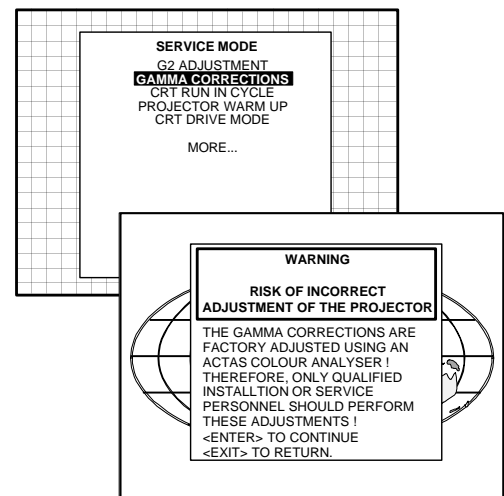 SERVICE MODE
G2 ADJUSTMENT
GAMMA CORRECTIONS
CRT RUN IN CYCLE
PROJECTOR WARM UP
CRT DRIVE MODE
MORE...
WARNING
RISK OF INCORRECT
ADJUSTMENT OF THE PROJECTOR
THE GAMMA CORRECTIONS ARE
FACTORY ADJUSTED USING AN
ACTAS COLOUR ANALYSER !
THEREFORE, ONLY QUALIFIED
INSTALLTION OR SERVICE
PERSONNEL SHOULD PERFORM
THESE ADJUSTMENTS !
<ENTER> TO CONTINUE
<EXIT> TO RETURN.